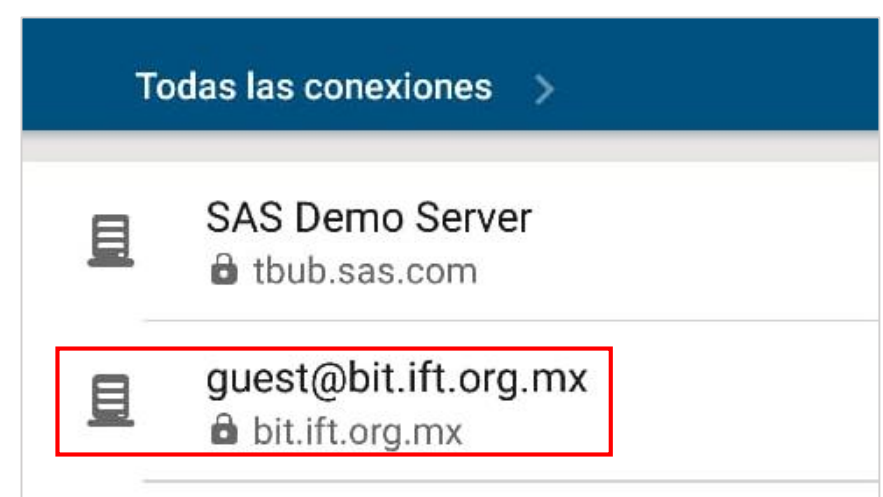 Todas las conexiones
SAS Demo Server
tbub.sas.com
guest@bit.ift.org.mx
bit.ift.org.mx